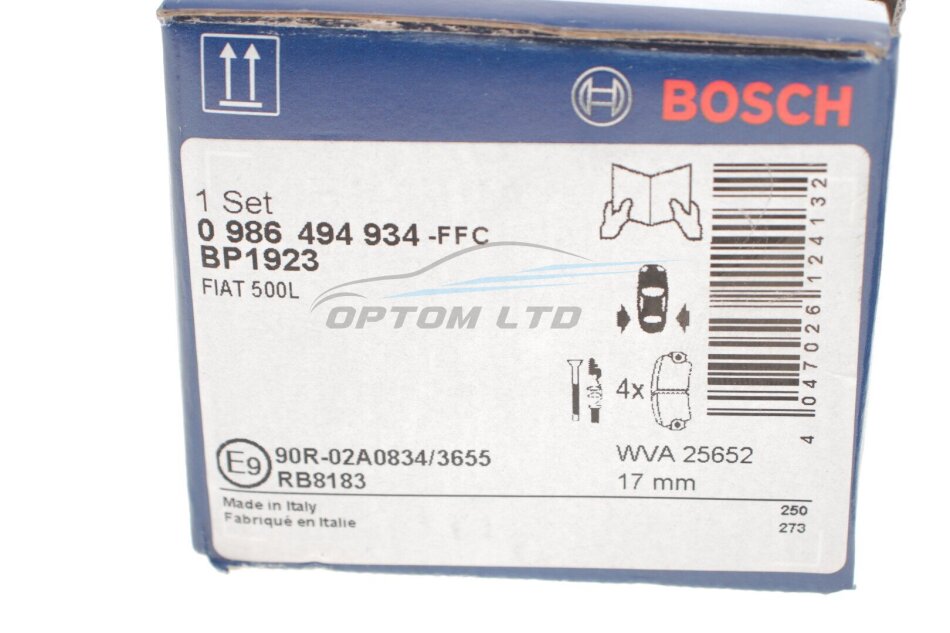 BOSCH
1 Set
0 986 494 934 -FFC
BP1923
FIAT 500L
OPTOM LTD
4x
4 047026 124132
E9
90R-02A0834/3655
RB8183
WVA 25652
17 mm
Made in Italy
Fabriqué en Italie
250
273